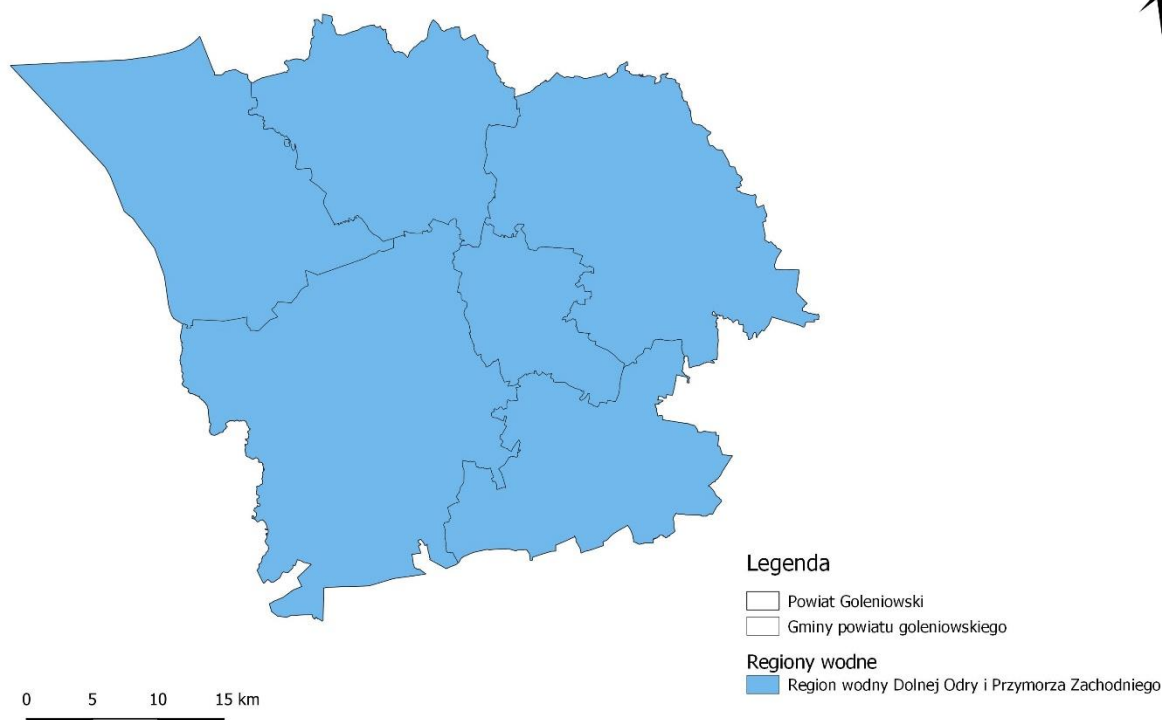 Legenda
Powiat Goleniowski
Gminy powiatu goleniowskiego
Regiony wodne
Region wodny Dolnej Odry i Przymorza Zachodniego
0 5 10 15 km